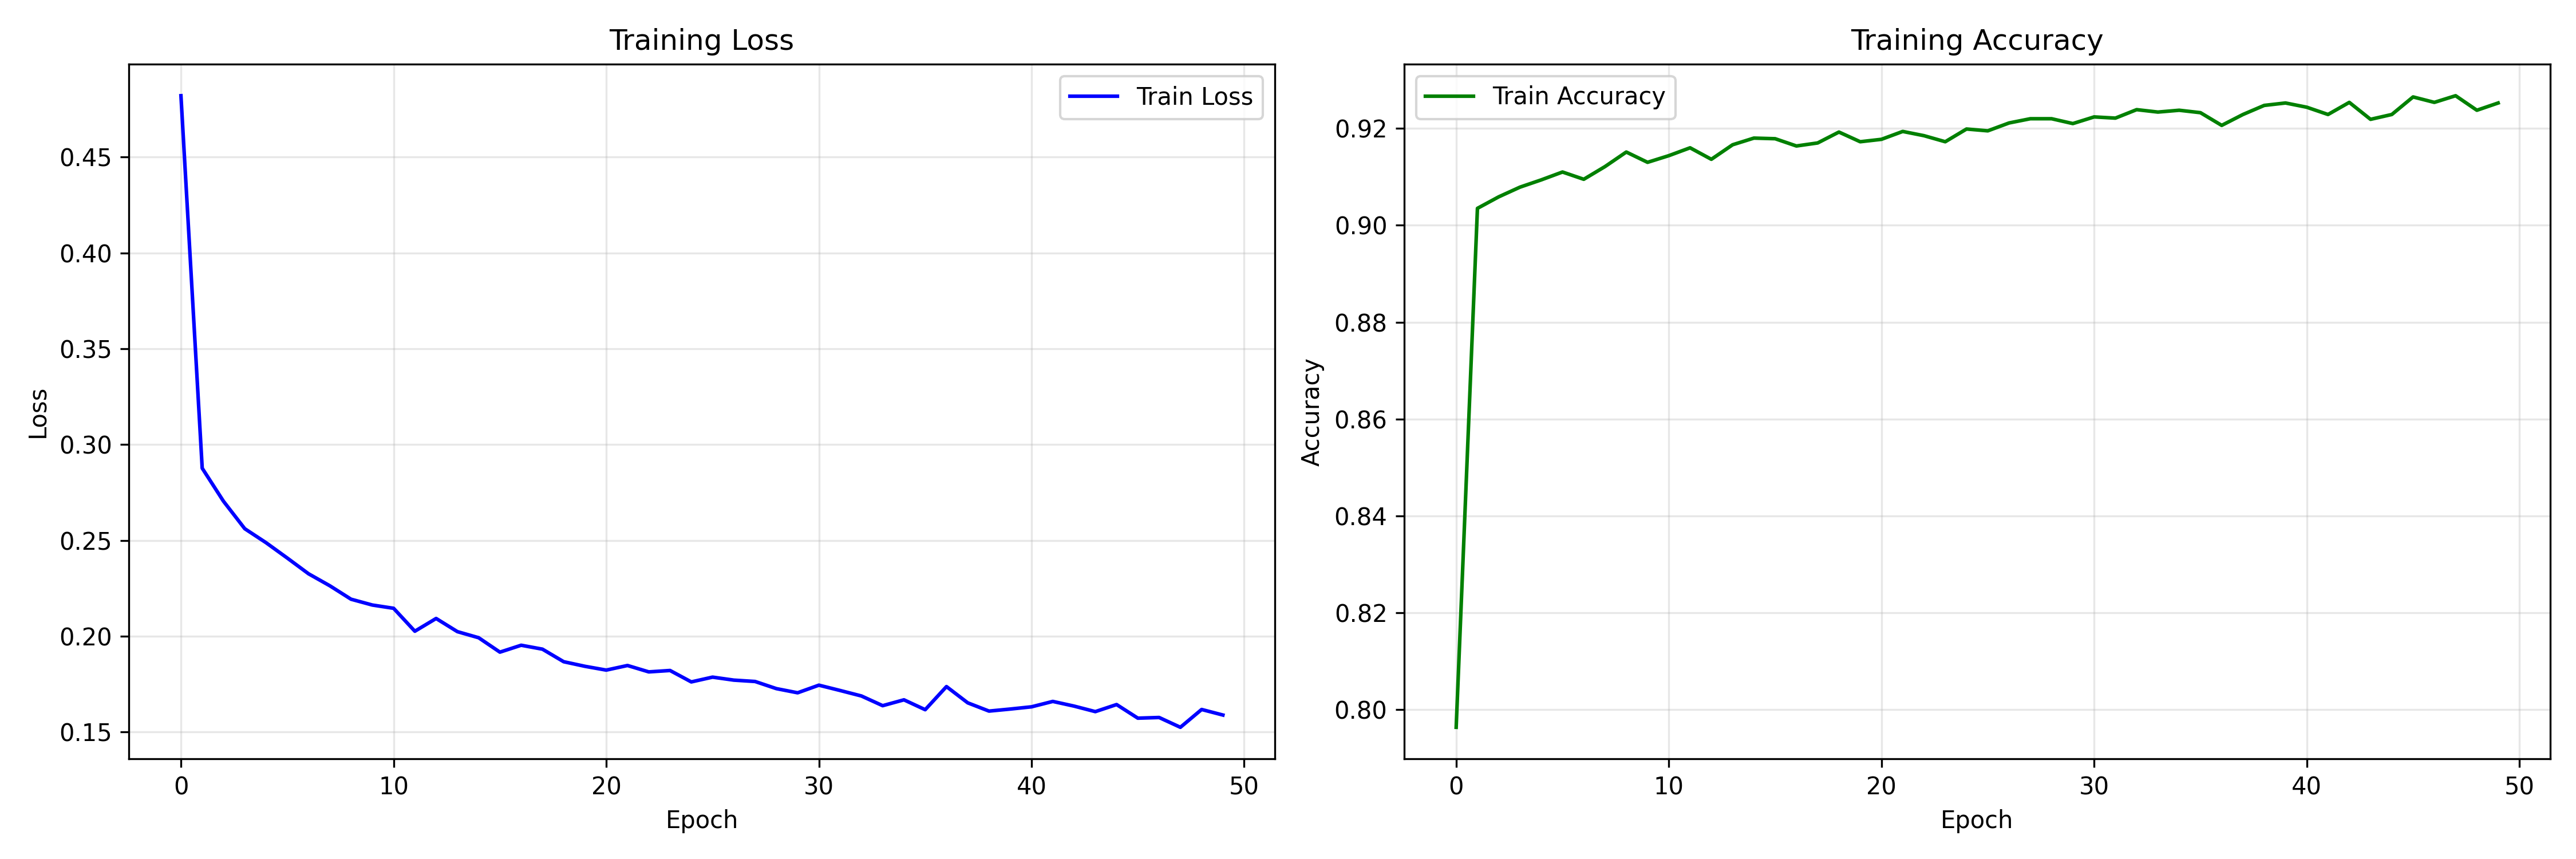 Training Loss
Train Loss
0.45
0.40
0.35
0.30
0.25
0.20
0.15
Loss
0 10 20 30 40 50
Epoch
Training Accuracy
Train Accuracy
0.92
0.90
0.88
0.86
0.84
0.82
0.80
Accuracy
0 10 20 30 40 50
Epoch